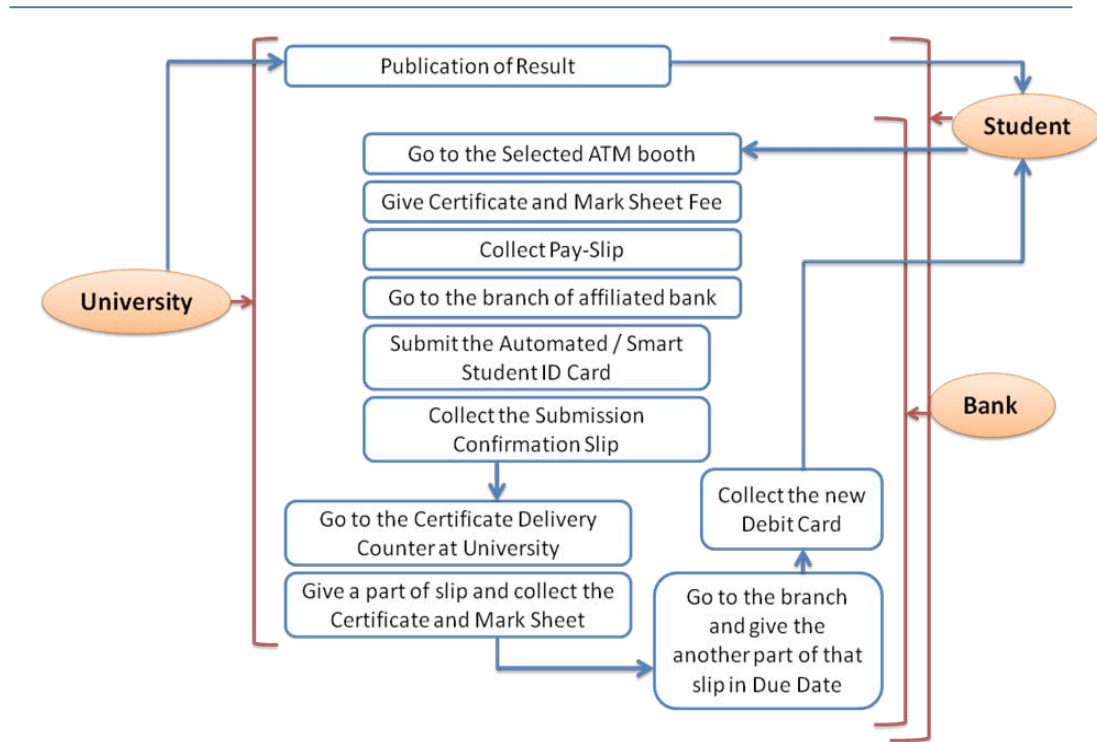 Publication of Result
Student
Go to the Selected ATM booth
Give Certificate and Mark Sheet Fee
Collect Pay-Slip
University
Go to the branch of affiliated bank
Submit the Automated / Smart
Student ID Card
Bank
Collect the Submission
Confirmation Slip
Collect the new
Debit Card
Go to the Certificate Delivery
Counter at University
Give a part of slip and collect the
Certificate and Mark Sheet
Go to the branch
and give the
another part of that
slip in Due Date